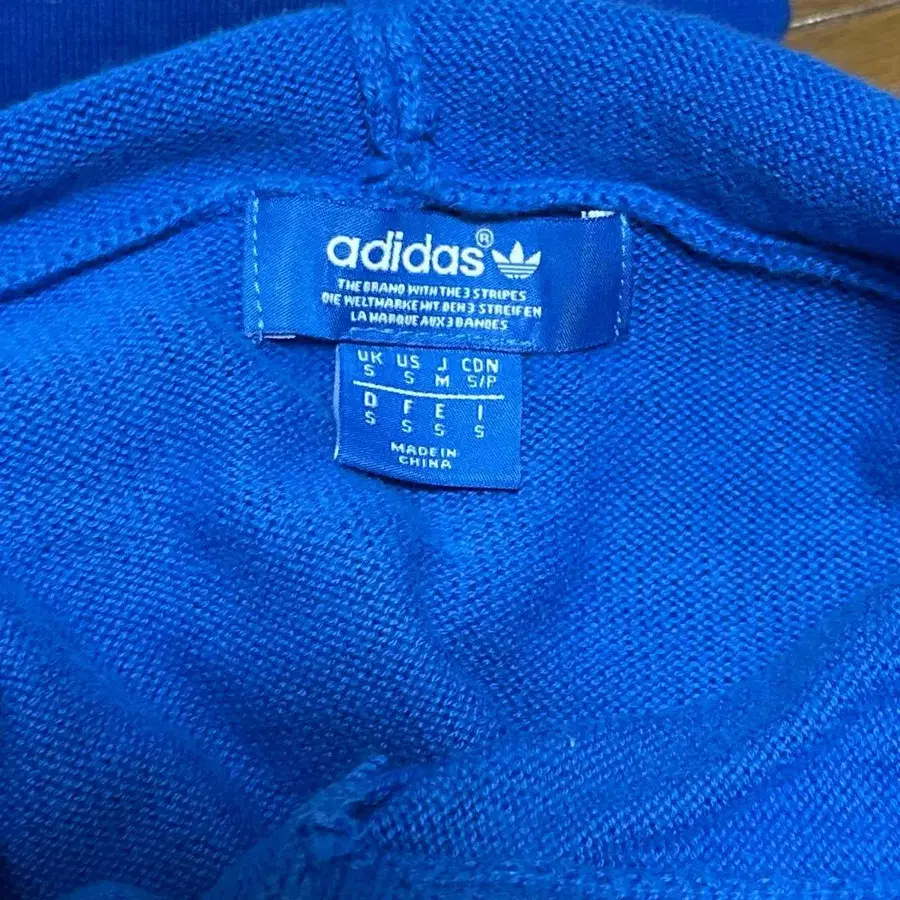 adidas®
THE BRAND WITH THE 3 STRIPES
DIE WELTMARKE MIT DEN 3 STREIFEN
LA MARQUE AUX 3 BANDES
UK US J CDN
S S M S/P
D F E I
S S S S
MADE IN
CHINA